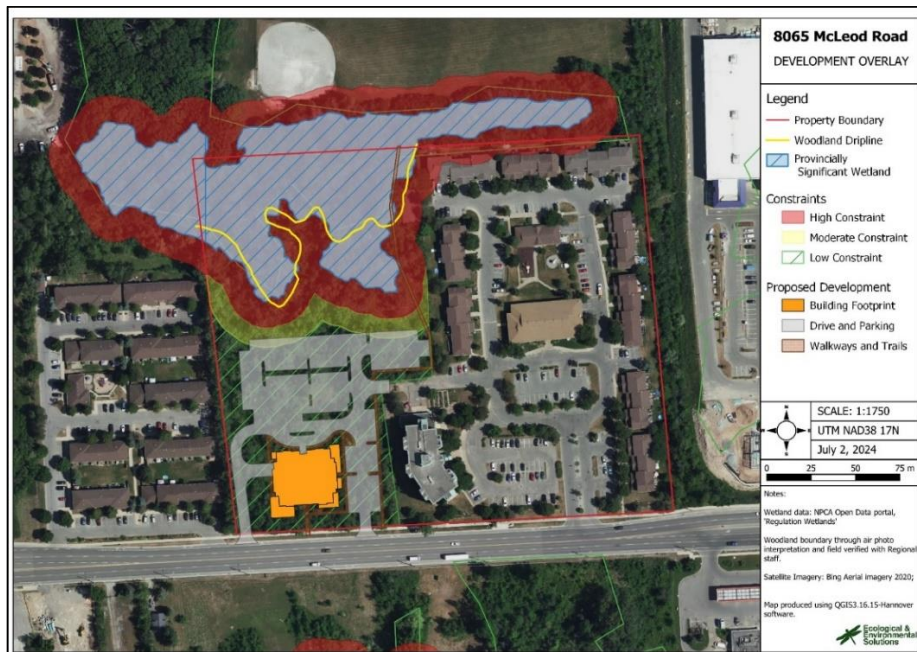 8065 McLeod Road
DEVELOPMENT OVERLAY
Legend
Property Boundary
Woodland Dripline
Provincially
Significant Wetland
Constraints
High Constraint
Moderate Constraint
Low Constraint
Proposed Development
Building Footprint
Drive and Parking
Walkways and Trails
SCALE: 1:1750
UTM NAD38 17N
July 2, 2024
0 25 50 75 m
Notes:
Wetland data: NPCA Open Data portal,
'Regulation Wetlands'
Woodland boundary through air photo
interpretation and field verified with Regional
staff.
Satellite Imagery: Bing Aerial imagery 2020;
Map produced using QGIS3.16.15-Hannover
software.
Ecological &
Environmental
Solutions